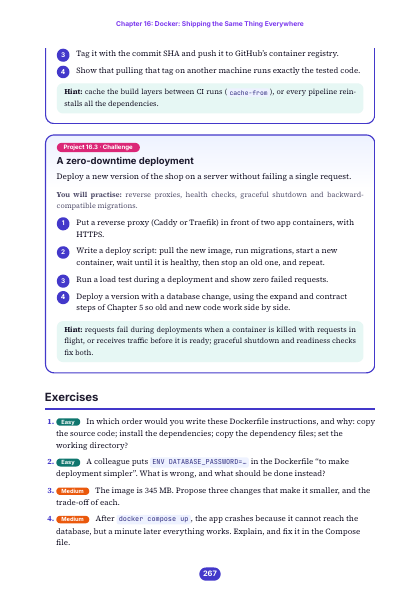 Chapter 16: Docker: Shipping the Same Thing Everywhere
3 Tag it with the commit SHA and push it to GitHub's container registry.
4 Show that pulling that tag on another machine runs exactly the tested code.
Hint: cache the build layers between CI runs ( cache-from ), or every pipeline rein-
stalls all the dependencies.
Project 16.3 · Challenge
A zero-downtime deployment
Deploy a new version of the shop on a server without failing a single request.
You will practise: reverse proxies, health checks, graceful shutdown and backward-
compatible migrations.
1 Put a reverse proxy (Caddy or Traefik) in front of two app containers, with
HTTPS.
2 Write a deploy script: pull the new image, run migrations, start a new
container, wait until it is healthy, then stop an old one, and repeat.
3 Run a load test during a deployment and show zero failed requests.
4 Deploy a version with a database change, using the expand and contract
steps of Chapter 5 so old and new code work side by side.
Hint: requests fail during deployments when a container is killed with requests in
flight, or receives traffic before it is ready; graceful shutdown and readiness checks
fix both.
Exercises
1. Easy In which order would you write these Dockerfile instructions, and why: copy
the source code; install the dependencies; copy the dependency files; set the
working directory?
2. Easy A colleague puts ENV DATABASE_PASSWORD=… in the Dockerfile “to make
deployment simpler”. What is wrong, and what should be done instead?
3. Medium The image is 345 MB. Propose three changes that make it smaller, and the
trade-off of each.
4. Medium After docker compose up , the app crashes because it cannot reach the
database, but a minute later everything works. Explain, and fix it in the Compose
file.
267